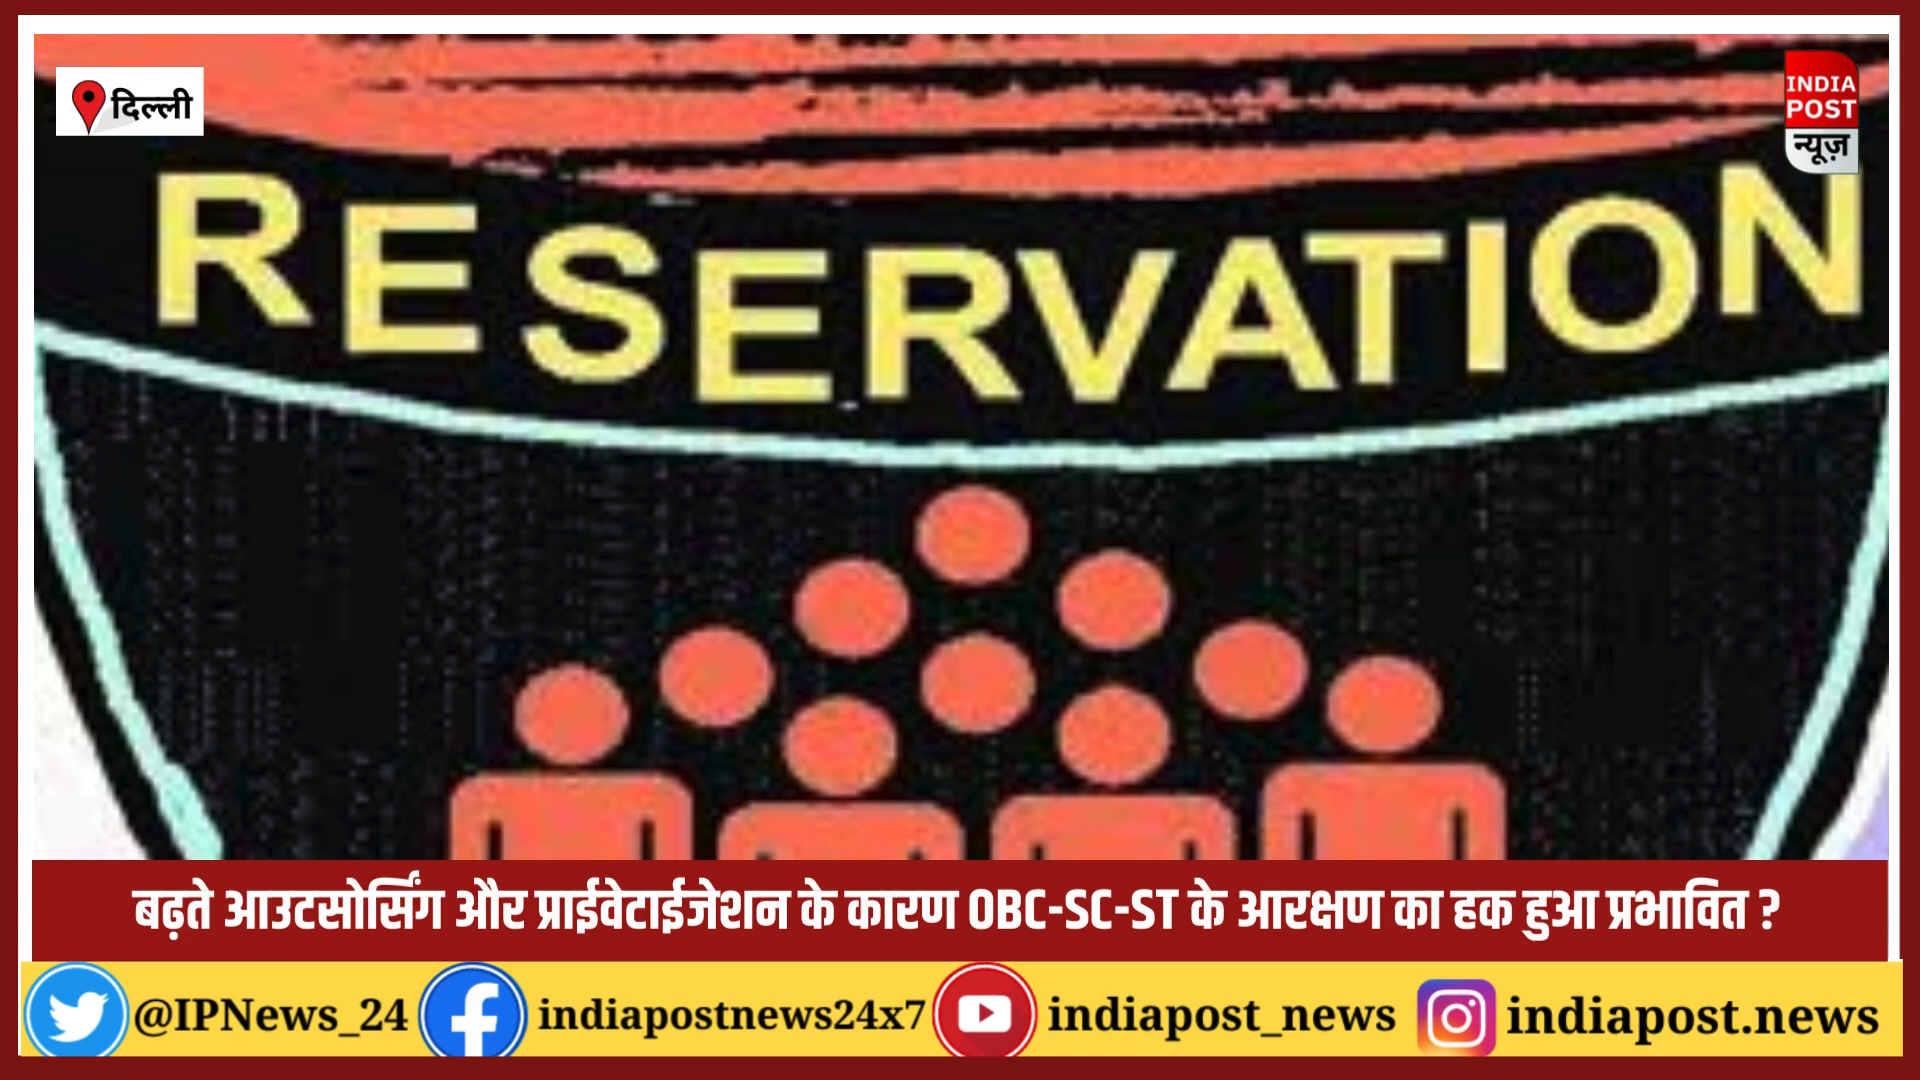 दिल्ली
INDIA
POST
न्यूज़
RESERVATION
बढ़ते आउटसोर्सिंग और प्राईवेटाईजेशन के कारण OBC-SC-ST के आरक्षण का हक हुआ प्रभावित ?
@IPNews_24 indiapostnews24x7 indiapost_news indiapost.news